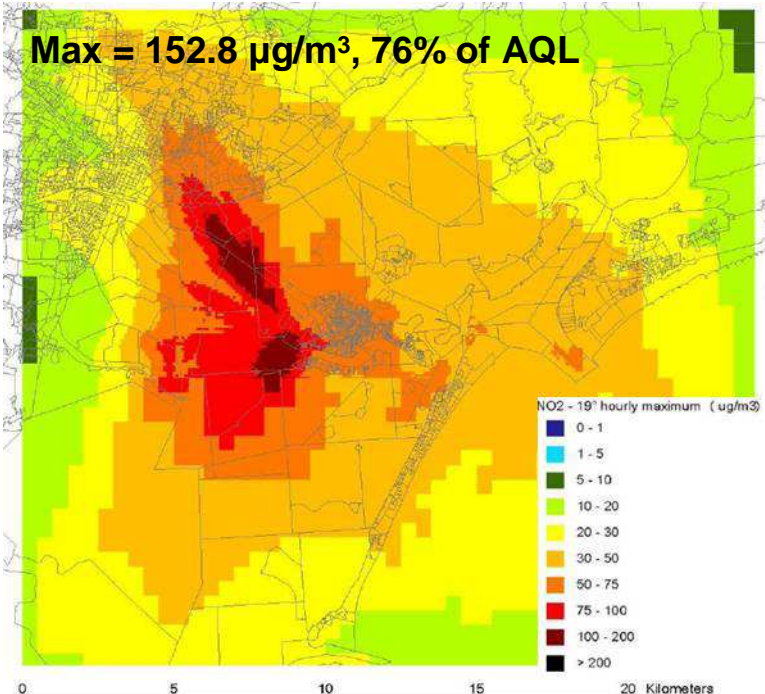 Max = 152.8 µg/m³, 76% of AQL
NO2 - 19° hourly maximum ( ug/m3)
0 - 1
1 - 5
5 - 10
10 - 20
20 - 30
30 - 50
50 - 75
75 - 100
100 - 200
> 200
0 5 10 15 20 Kilometers